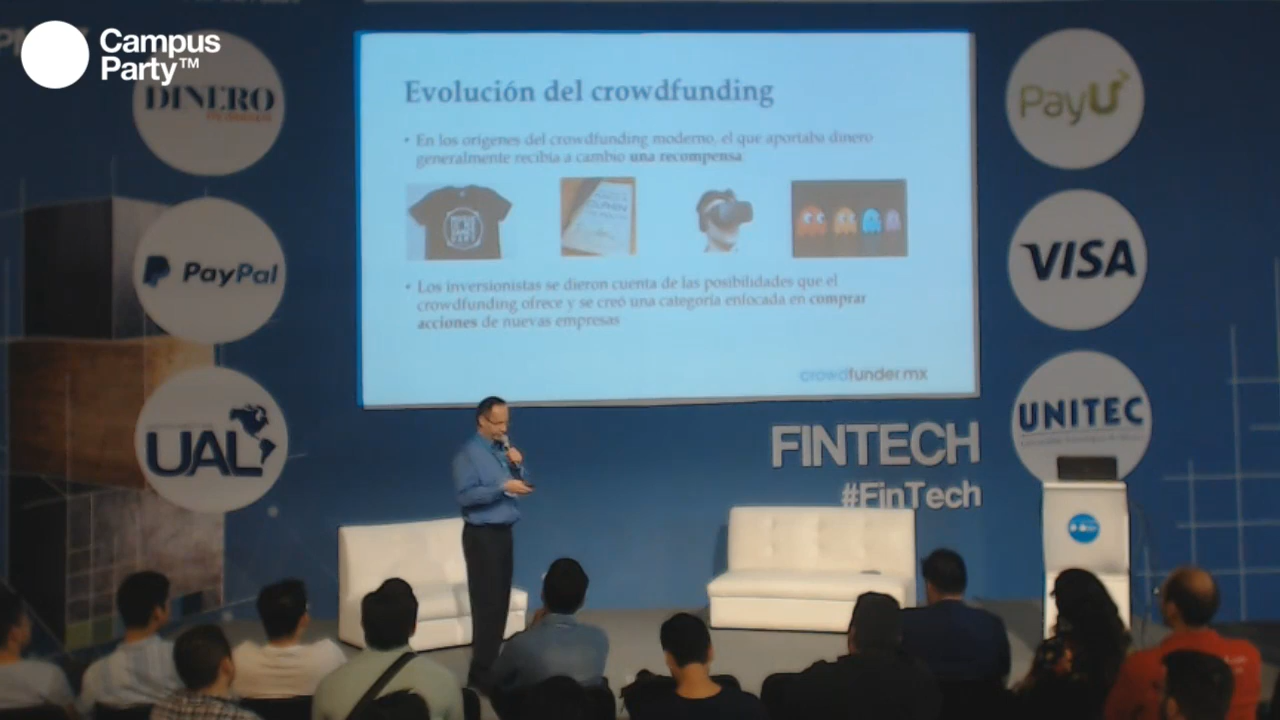 Campus
Party™
DINERO
PayPal
UAL
Evolución del crowdfunding
• En los orígenes del crowdfunding moderno, el que aportaba dinero
generalmente recibía a cambio una recompensa
• Los inversionistas se dieron cuenta de las posibilidades que el
crowdfunding ofrece y se creó una categoría enfocada en comprar
acciones de nuevas empresas
crowdfunder.mx
PayU
VISA
UNITEC
FINTECH
#FinTech